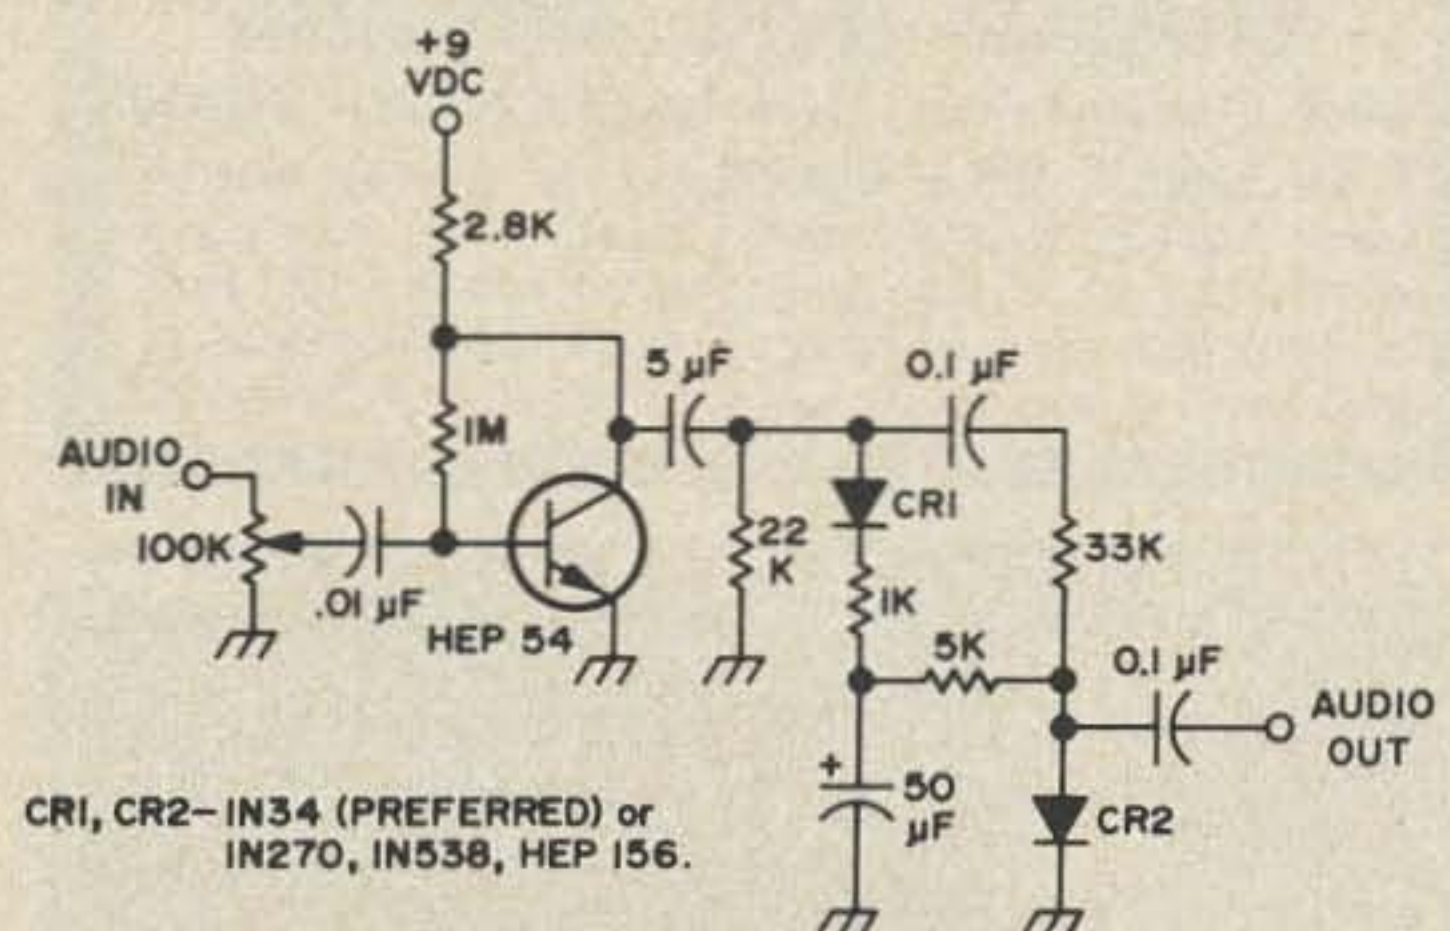 +9
VDC
2.8K
5 µF
0.1 µF
1M
AUDIO
IN
CR1
100K
22
K
33K
.01 µF
1K
HEP 54
5K
0.1 µF
AUDIO
OUT
+
50
µF
CR2
CR1, CR2-IN34 (PREFERRED) or
IN270, IN538, HEP 156.